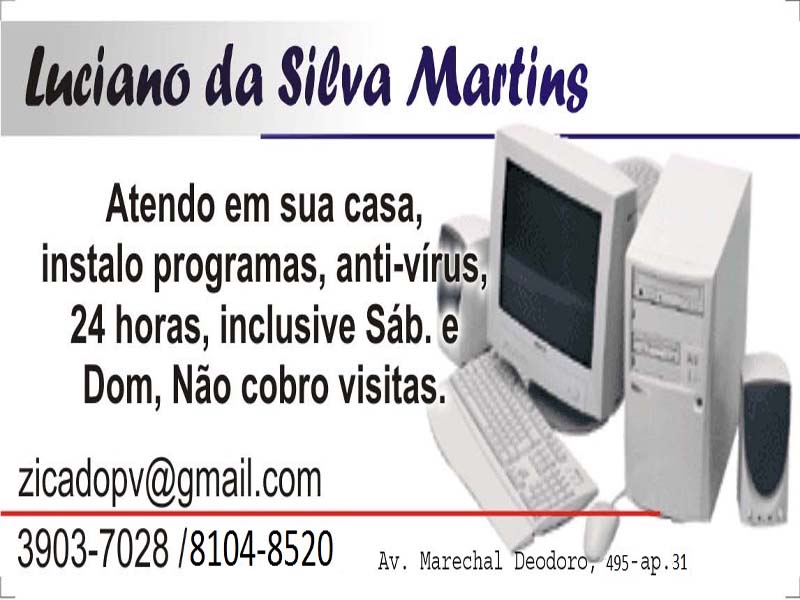 Luciano da Silva Martins
Atendo em sua casa,
instalo programas, anti-vírus,
24 horas, inclusive Sáb. e
Dom, Não cobro visitas.
zicadopv@gmail.com
3903-7028 /8104-8520
Av. Marechal Deodoro, 495-ap.31